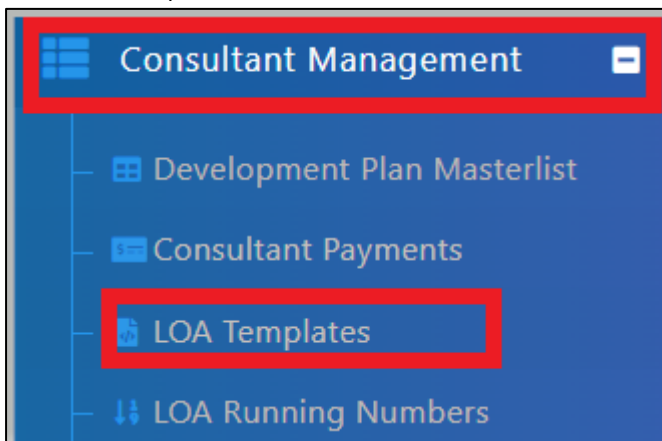 Consultant Management
Development Plan Masterlist
Consultant Payments
LOA Templates
LOA Running Numbers